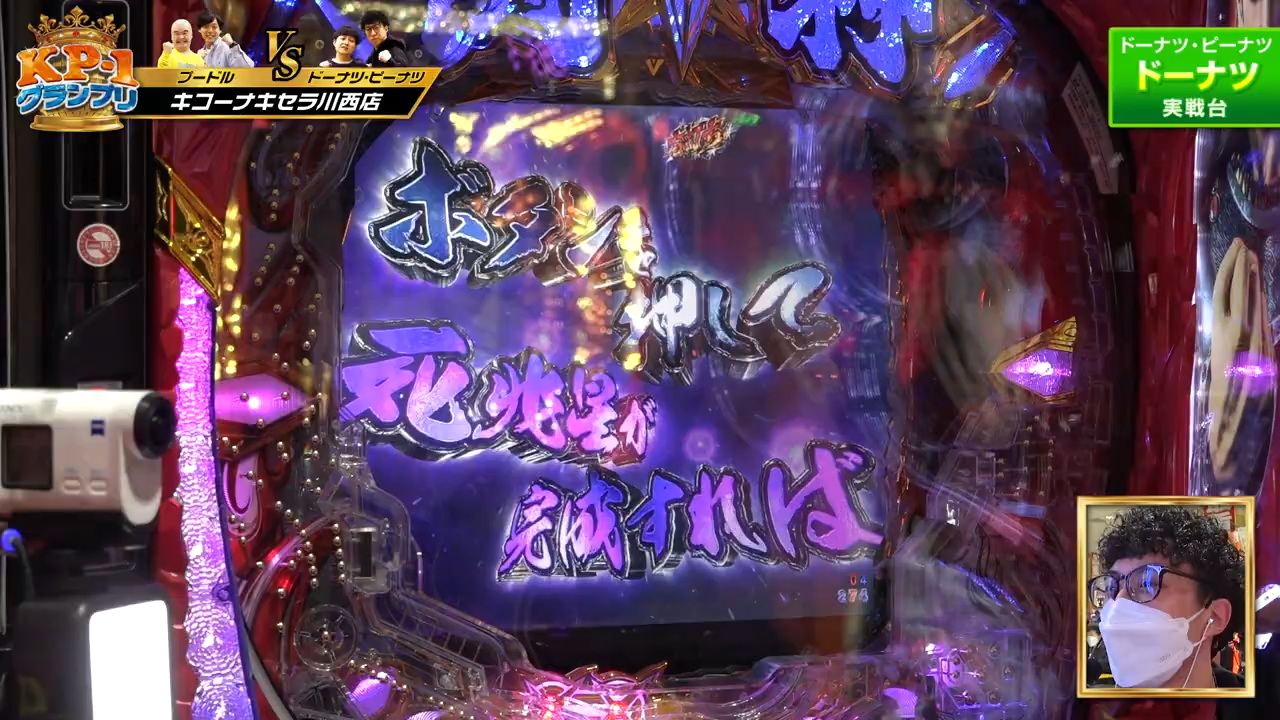 KP-1
グランプリ
プードル
VS
ドーナツ・ピーナツ
キコーナキセラ川西店
ドーナツ・ピーナツ
ドーナツ
実戦台
ボタン
押して
死兆星が
完成すれば
04
274